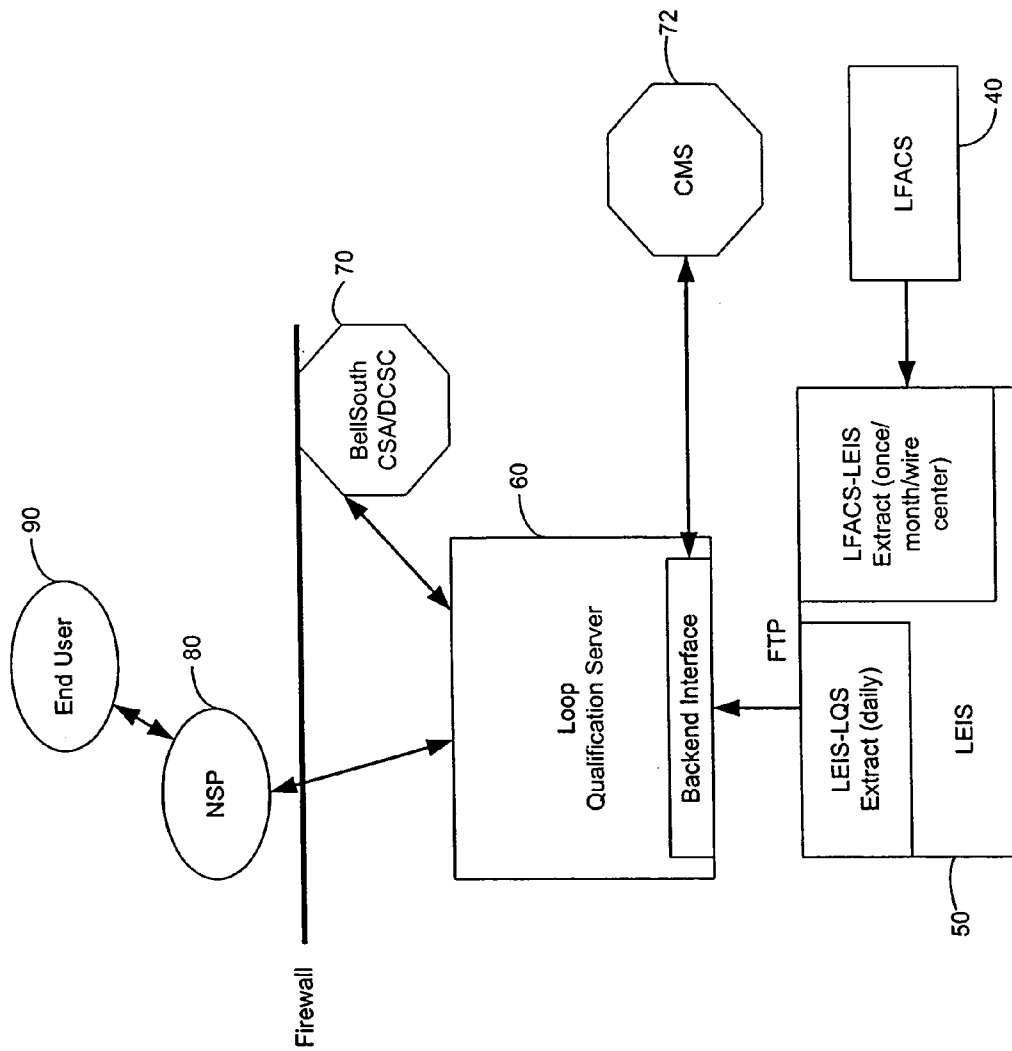 90
End User
80
NSP
Firewall
70
BellSouth
CSA/DCSC
60
Loop
Qualification Server
Backend Interface
72
CMS
FTP
LEIS-LQS
Extract (daily)
LEIS
50
LFACS-LEIS
Extract (once/
month/wire
center)
LFACS
40